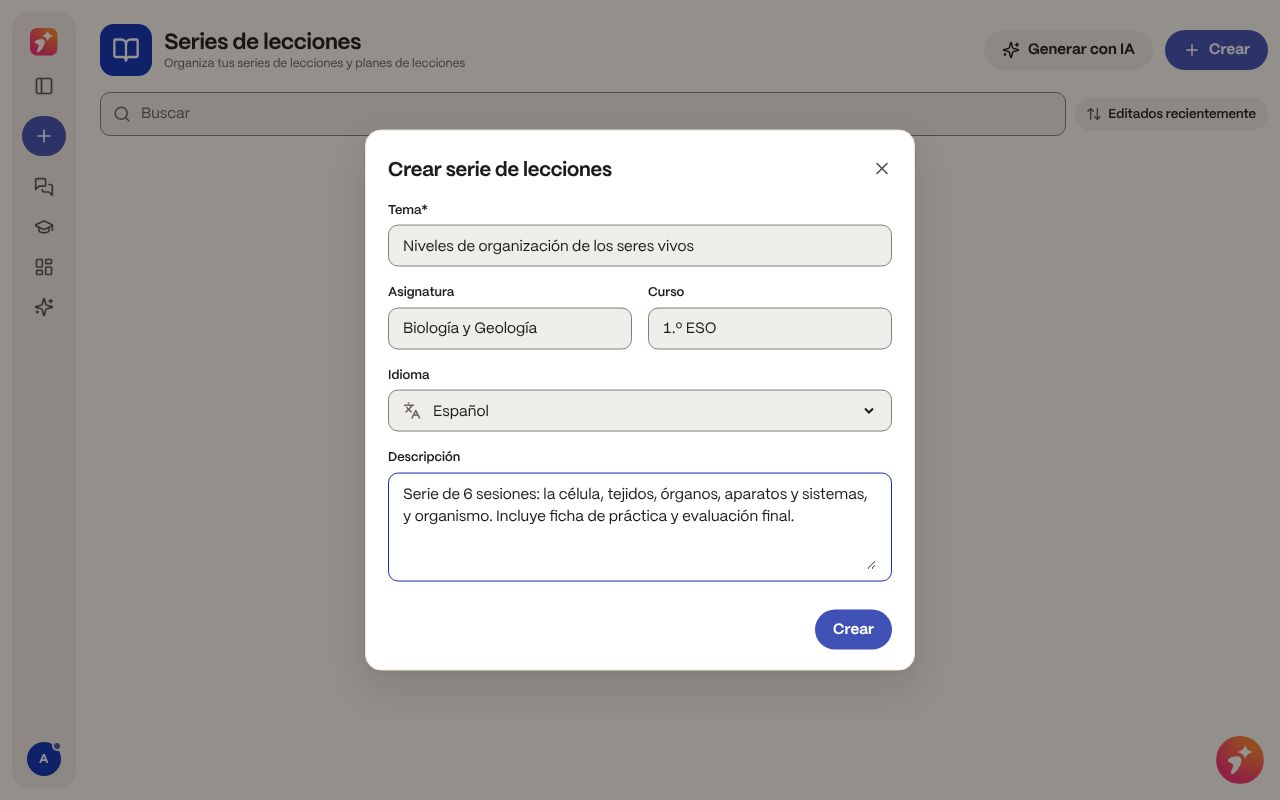 Series de lecciones
Organiza tus series de lecciones y planes de lecciones
Generar con IA
Crear
Buscar
Editados recientemente
Crear serie de lecciones
Tema*
Niveles de organización de los seres vivos
Asignatura
Curso
Biología y Geología
1.º ESO
Idioma
Español
Descripción
Serie de 6 sesiones: la célula, tejidos, órganos, aparatos y sistemas,
y organismo. Incluye ficha de práctica y evaluación final.
Crear
A